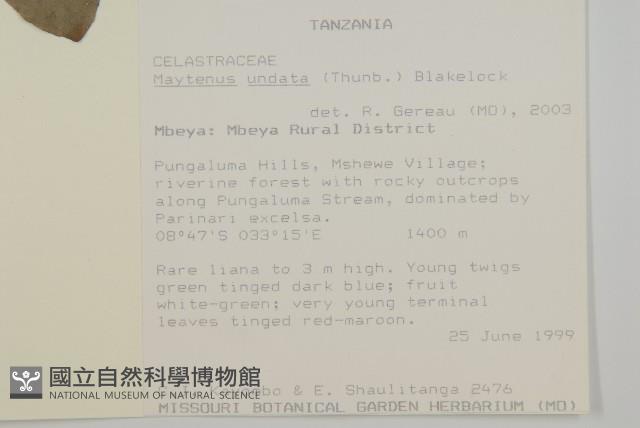 TANZANIA
CELASTRACEAE
Maytenus undata (Thunb.) Blakelock
det. R. Gereau (MO), 2003
Mbeya: Mbeya Rural District
Pungaluma Hills, Mshewe Village;
riverine forest with rocky outcrops
along Pungaluma Stream, dominated by
Parinari excelsa.
08°47'S 033°15'E 1400 m
Rare liana to 3 m high. Young twigs
green tinged dark blue; fruit
white-green; very young terminal
leaves tinged red-maroon.
25 June 1999
& E. Shaulitanga 2476
國立自然科學博物館
NATIONAL MUSEUM OF NATURAL SCIENCE
MISSOURI BOTANICAL GARDEN HERBARIUM (MO)